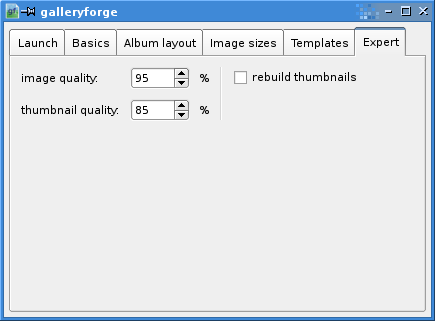 galleryforge
Launch Basics Album layout Image sizes Templates Expert
image quality: 95 % rebuild thumbnails
thumbnail quality: 85 %